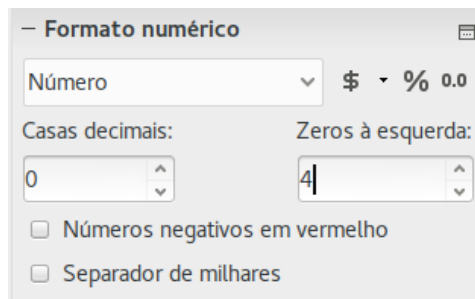 Formato numérico
Número $ % 0.0
Casas decimais: Zeros à esquerda:
0 4
Números negativos em vermelho
Separador de milhares